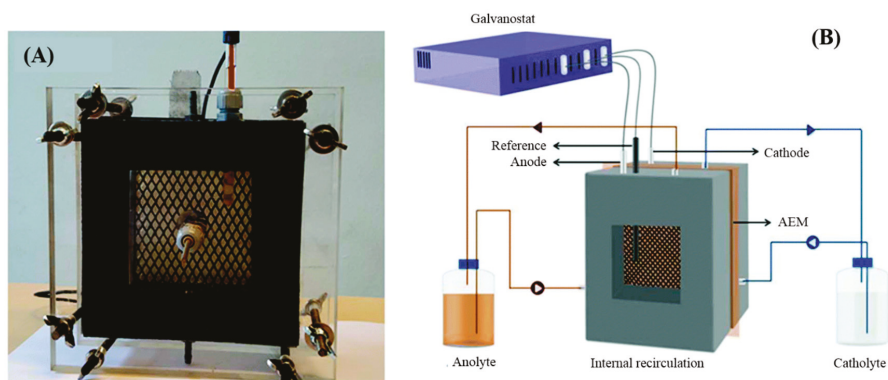 (A)
Galvanostat
(B)
Reference
Anode
Cathode
AEM
. Anolyte
Internal recirculation
Catholyte